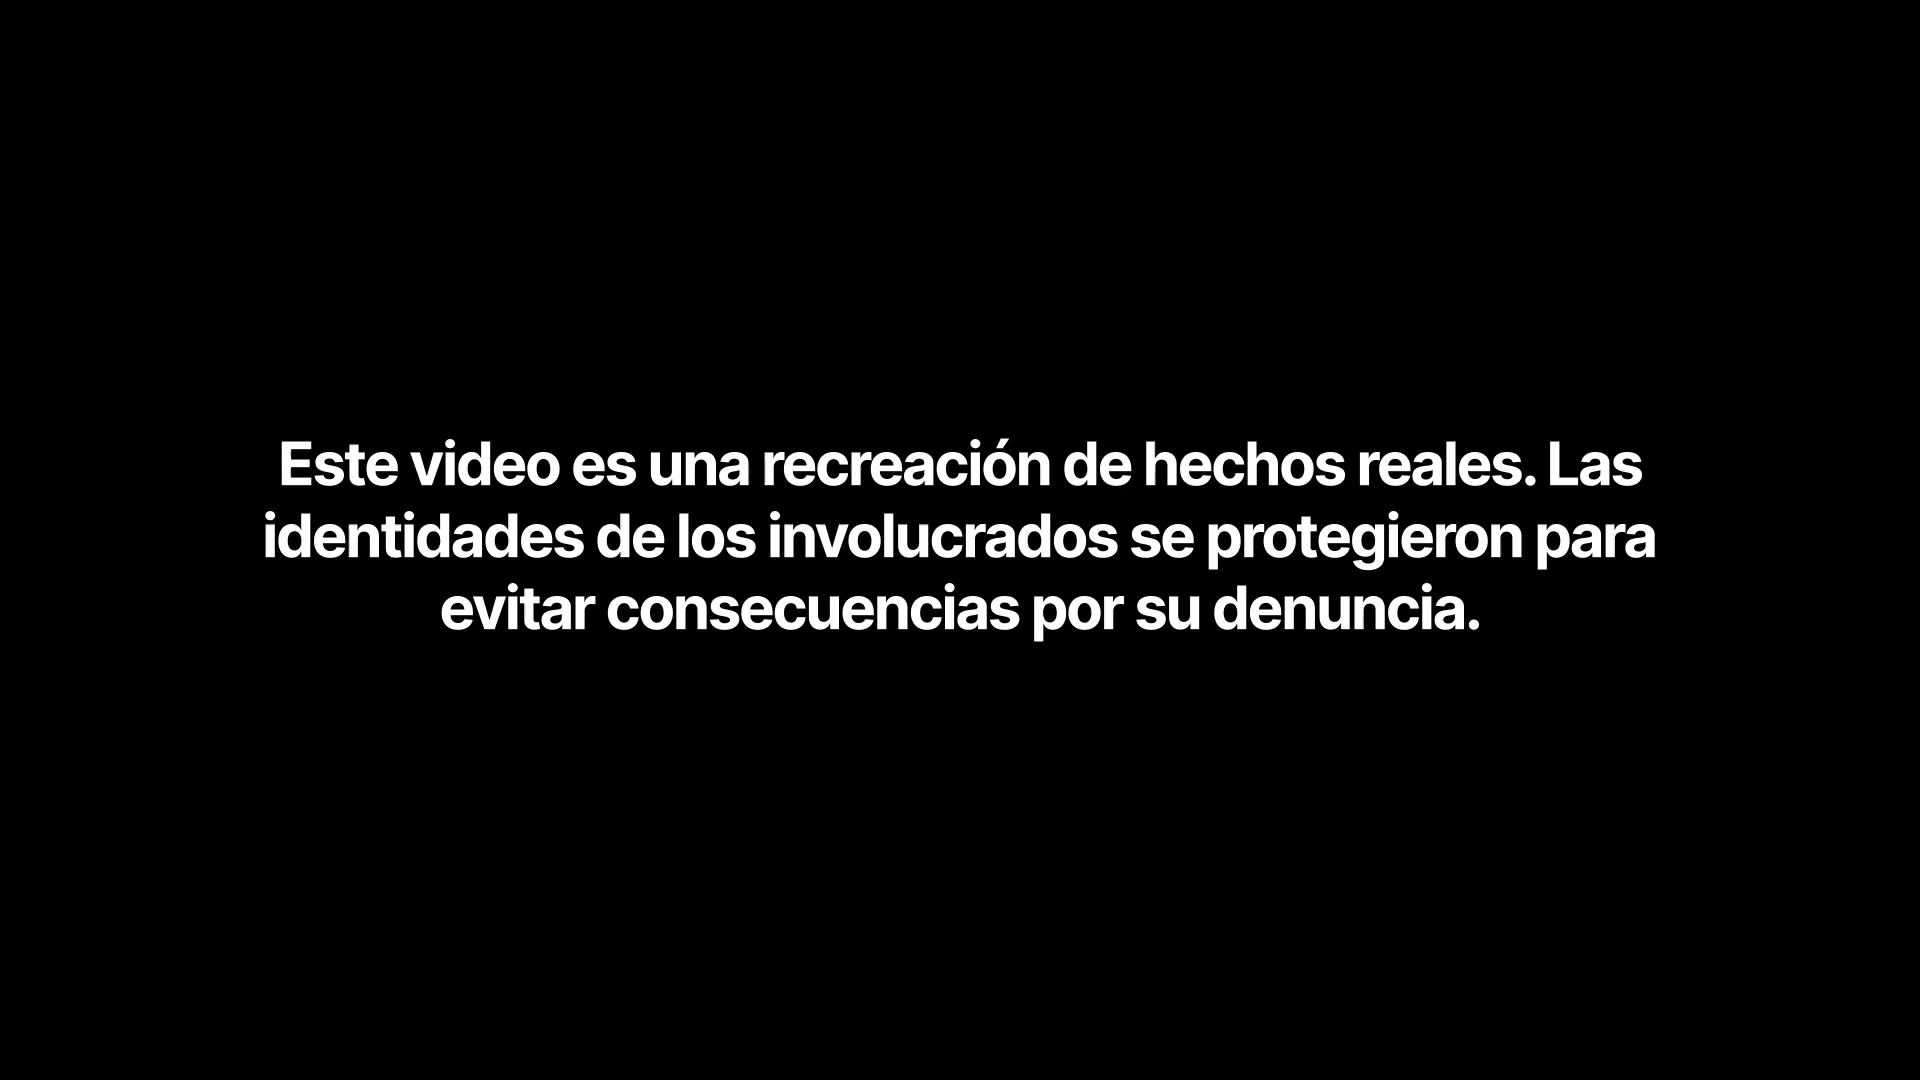 Este video es una recreación de hechos reales. Las
identidades de los involucrados se protegieron para
evitar consecuencias por su denuncia.